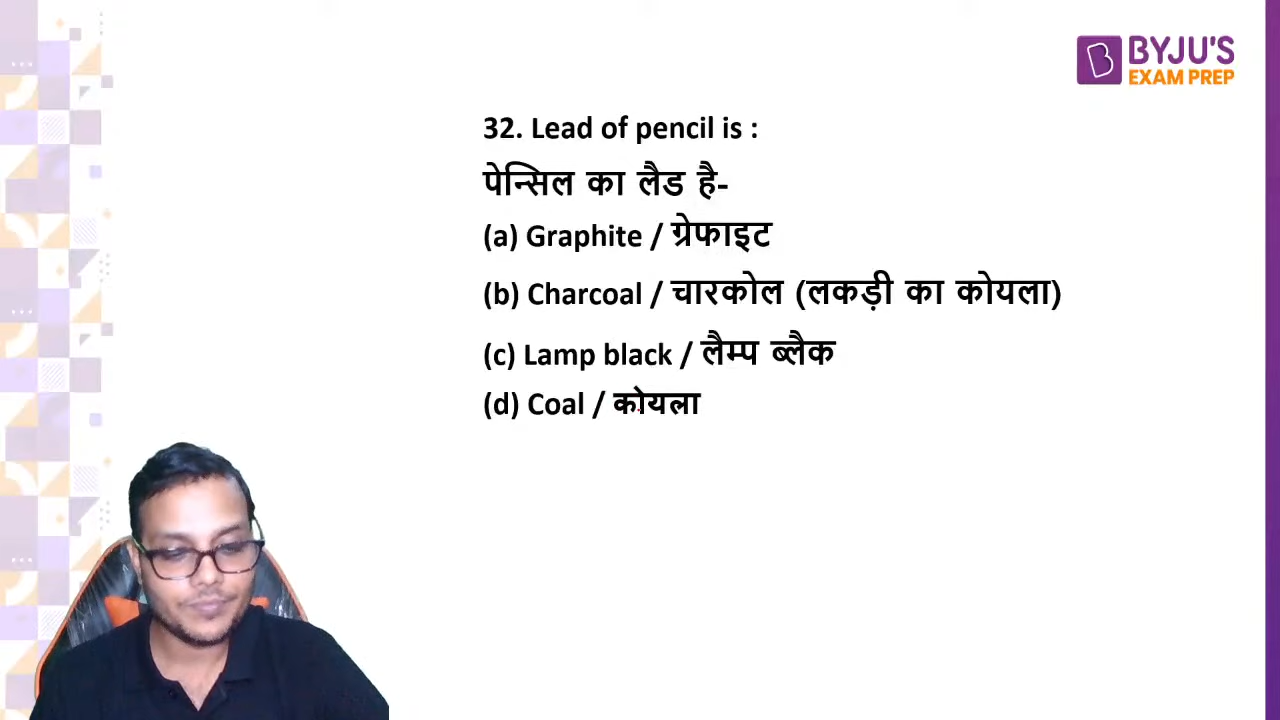 BYJU'S
EXAM PREP
32. Lead of pencil is :
पेन्सिल का लैड है-
(a) Graphite / ग्रेफाइट
(b) Charcoal / चारकोल (लकड़ी का कोयला)
(c) Lamp black / लैम्प ब्लैक
(d) Coal / कोयला